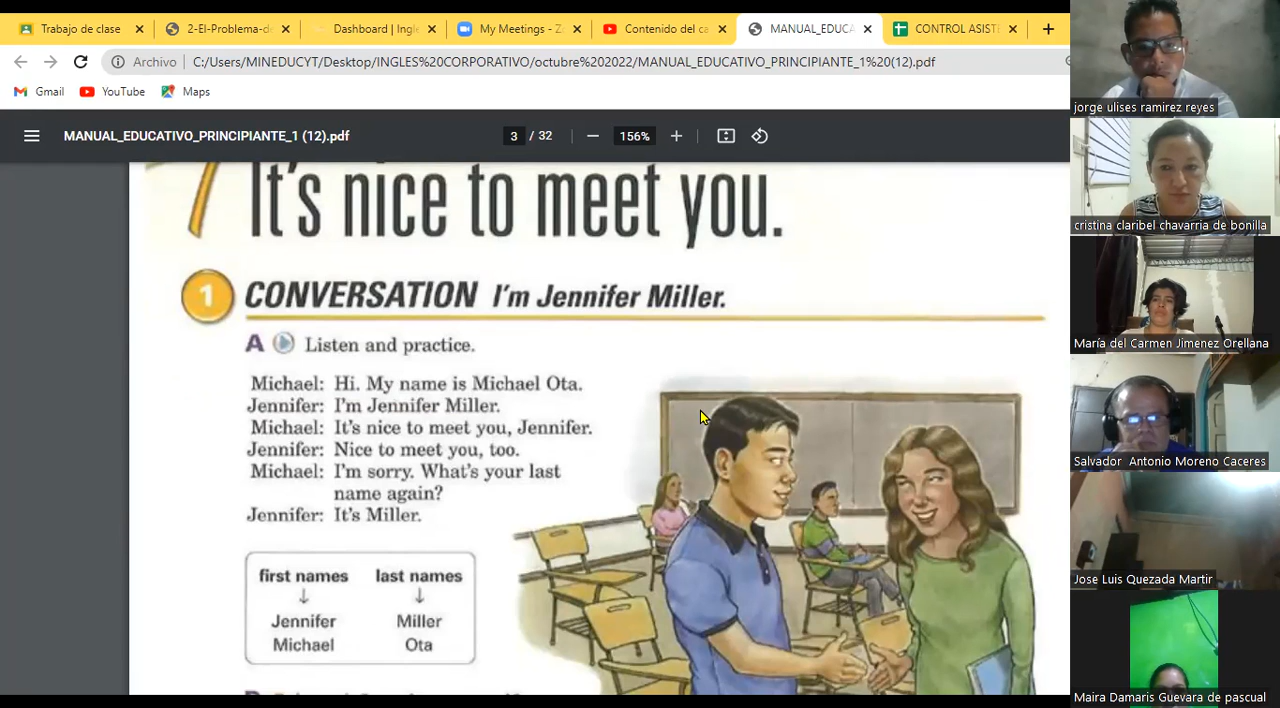 Trabajo de clase
2-El-Problema-d
Dashboard | Ingle
My Meetings - Z
Contenido del ca
MANUAL_EDUCA
CONTROL ASIST
Archivo
C:/Users/MINEDUCYT/Desktop/INGLES%20CORPORATIVO/octubre%202022/MANUAL_EDUCATIVO_PRINCIPIANTE_1%20(12).pdf
Gmail
YouTube
Maps
MANUAL_EDUCATIVO_PRINCIPIANTE_1 (12).pdf
3 / 32
156%
It's nice to meet you.
1 CONVERSATION I'm Jennifer Miller.
A Listen and practice.
Michael: Hi. My name is Michael Ota.
Jennifer: I'm Jennifer Miller.
Michael: It's nice to meet you, Jennifer.
Jennifer: Nice to meet you, too.
Michael: I'm sorry. What's your last
name again?
Jennifer: It's Miller.
first names last names
Jennifer Miller
Michael Ota
jorge ulises ramirez reyes
cristina claribel chavarria de bonilla
María del Carmen Jimenez Orellana
Salvador Antonio Moreno Caceres
Jose Luis Quezada Martir
Maira Damaris Guevara de pascual